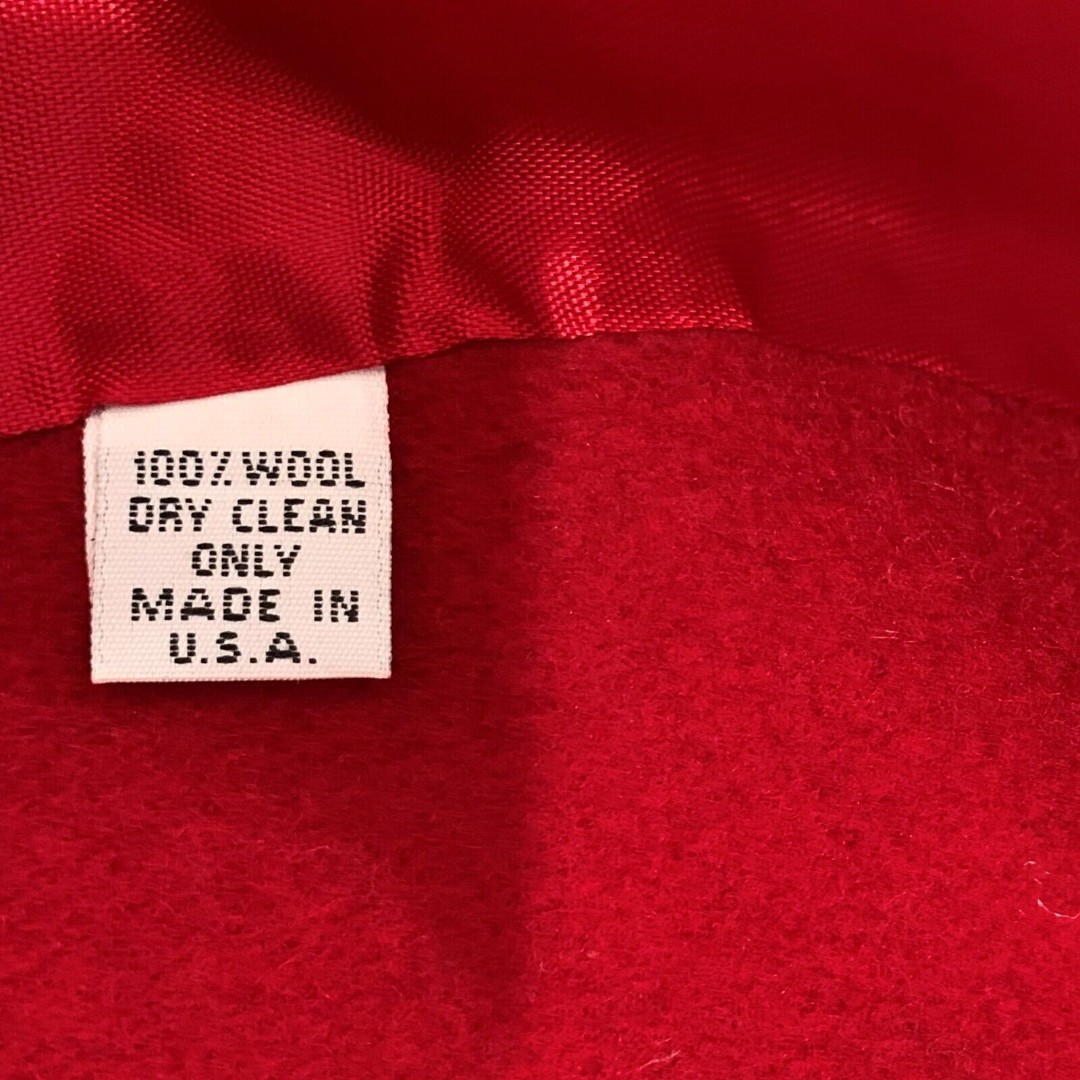 100% WOOL
DRY CLEAN
ONLY
MADE IN
U.S.A.